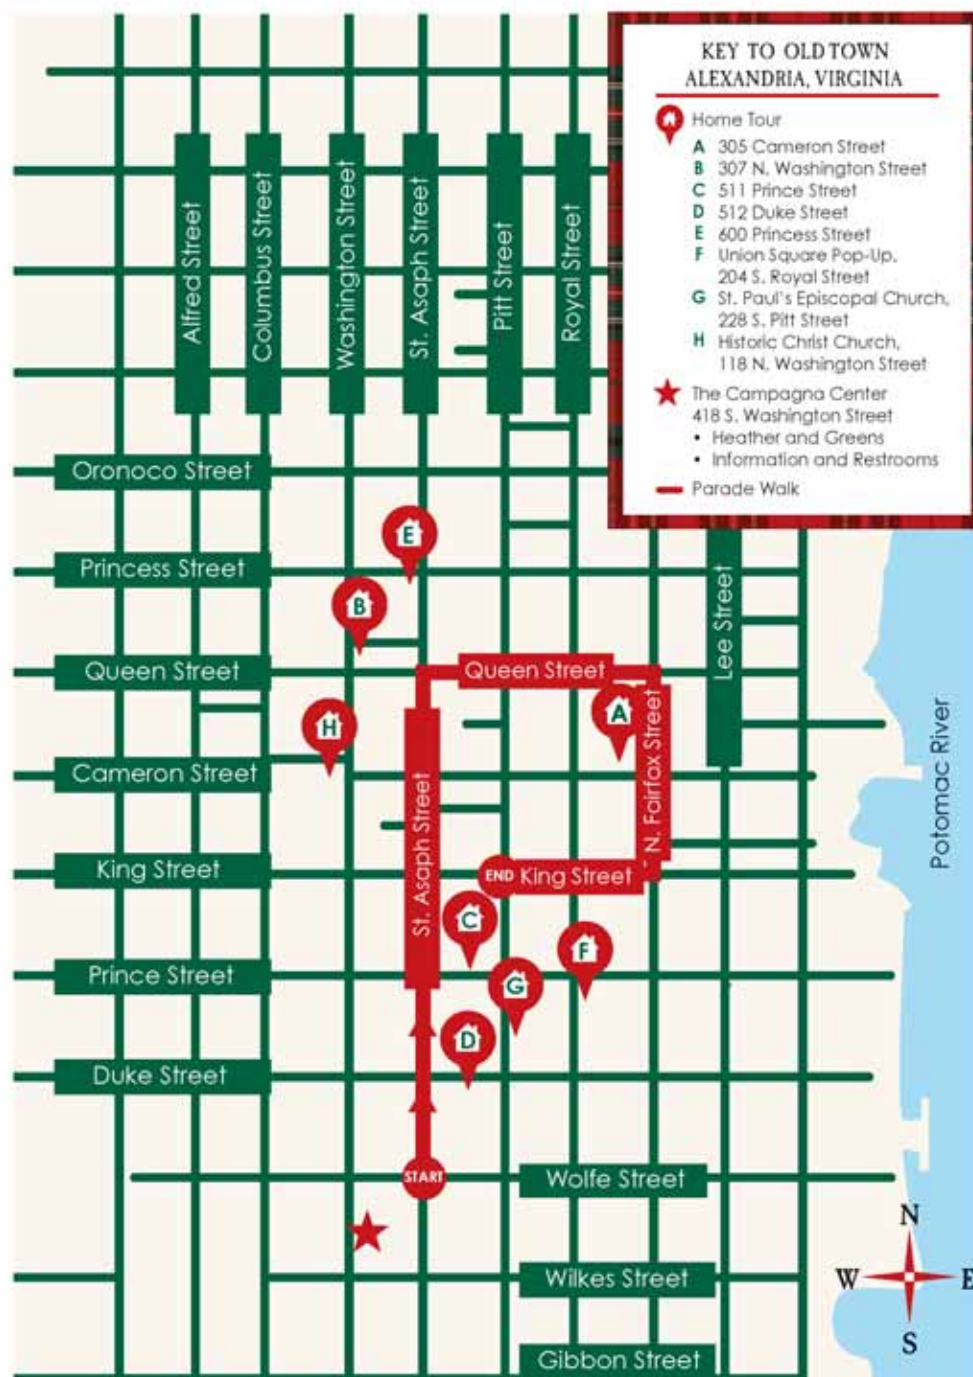 KEY TO OLD TOWN
ALEXANDRIA, VIRGINIA
Home Tour
A 305 Cameron Street
B 307 N. Washington Street
C 511 Prince Street
D 512 Duke Street
E 600 Princess Street
F Union Square Pop-Up,
204 S. Royal Street
G St. Paul's Episcopal Church,
228 S. Pitt Street
H Historic Christ Church,
118 N. Washington Street
The Campagna Center
418 S. Washington Street
• Heather and Greens
• Information and Restrooms
Parade Walk
Alfred Street
Columbus Street
Washington Street
St. Asaph Street
Pitt Street
Royal Street
Oronoco Street
E
Princess Street
B
Lee Street
Queen Street
Queen Street
A
H
N. Fairfax Street
Potomac River
Cameron Street
St. Asaph Street
King Street
END King Street
C
F
Prince Street
G
D
Duke Street
START
Wolfe Street
N
W E
S
Wilkes Street
Gibbon Street